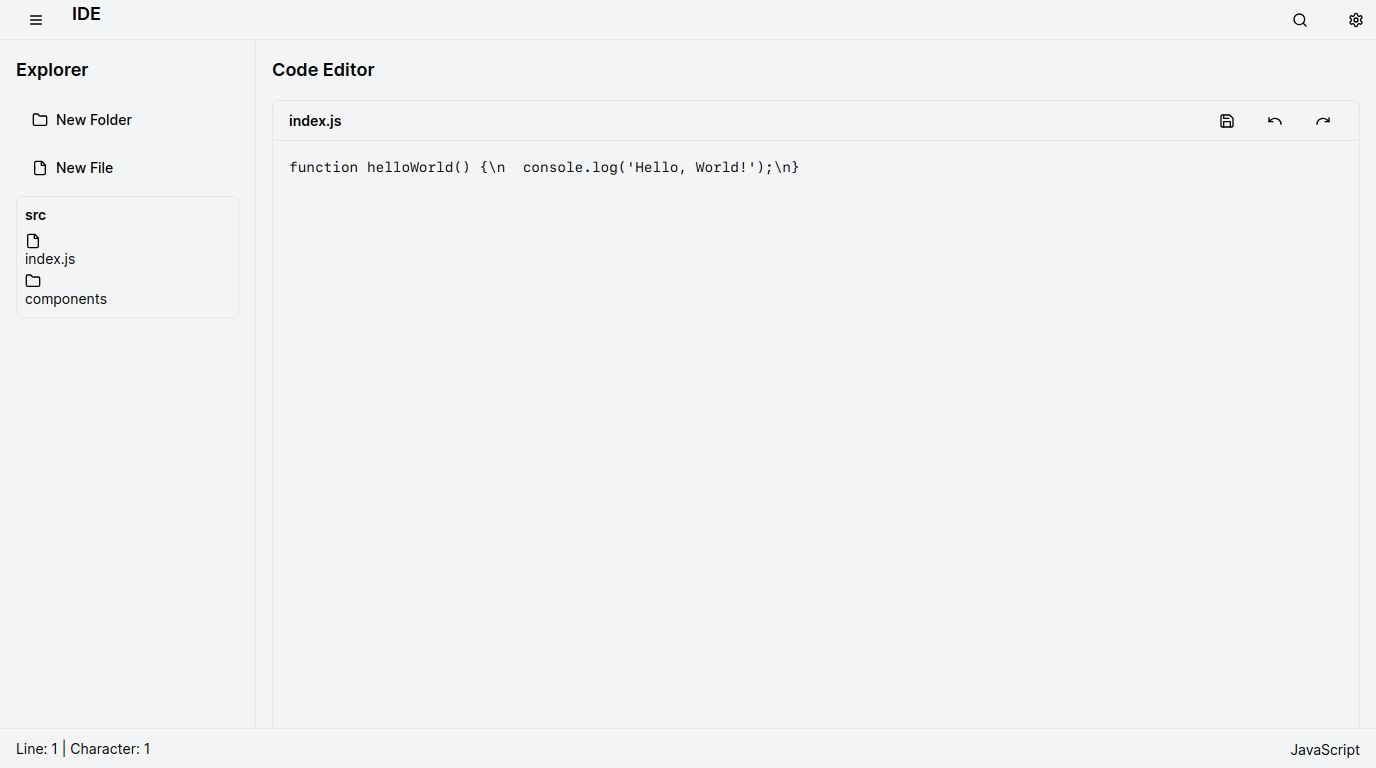 IDE
Explorer
New Folder
New File
src
index.js
components
Code Editor
index.js
function helloWorld() {\n  console.log('Hello, World!');\n}
Line: 1 | Character: 1
JavaScript